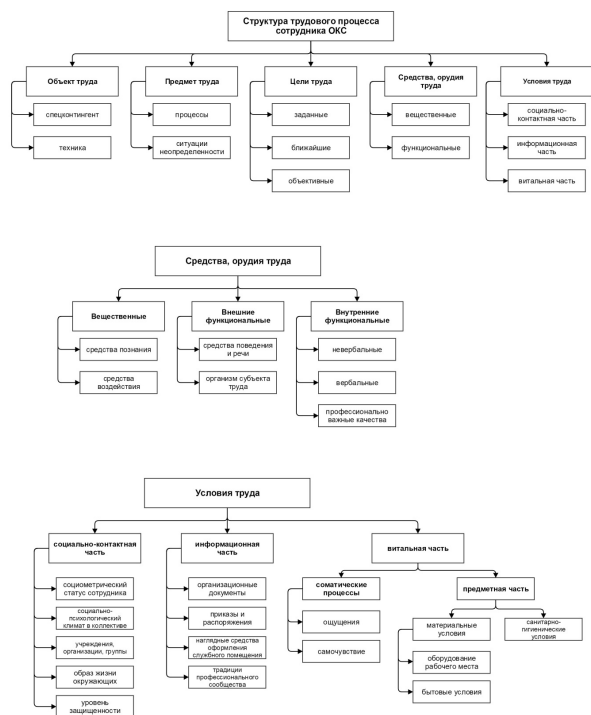 Структура трудового процесса
сотрудника ОКС
Объект труда
Предмет труда
Цели труда
Средства, орудия
труда
Условия труда
спецконтингент
процессы
заданные
вещественные
социально-
контактная часть
техника
ситуации
неопределенности
ближайшие
функциональные
информационная
часть
объективные
витальная часть
Средства, орудия труда
Вещественные
Внешние
функциональные
Внутренние
функциональные
средства познания
средства поведения
и речи
невербальные
средства
воздействия
организм субъекта
труда
вербальные
профессионально
важные качества
Условия труда
социально-контактная
часть
информационная
часть
витальная часть
социометрический
статус сотрудника
организационные
документы
соматические
процессы
предметная часть
социально-
психологический
климат в коллективе
приказы и
распоряжения
ощущения
материальные
условия
санитарно-
гигиенические
условия
учреждения,
организации, группы
наглядные средства
оформления
служебного помещения
самочувствие
оборудование
рабочего места
образ жизни
окружающих
традиции
профессионального
сообщества
бытовые условия
уровень
защищенности